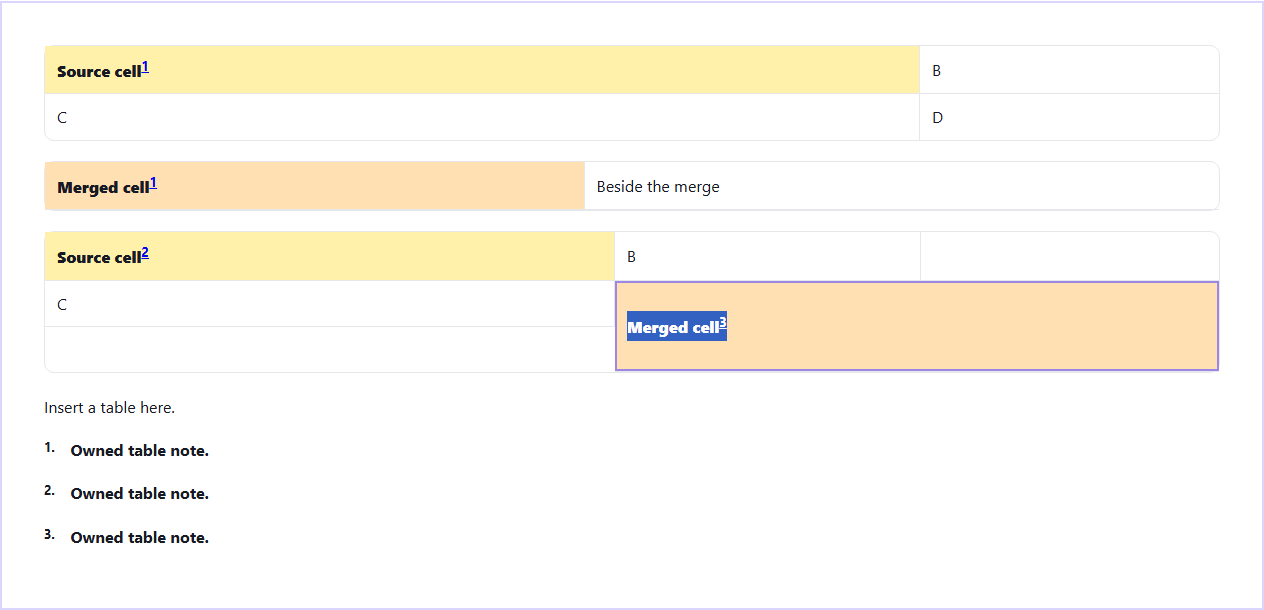 Source cell1 B
C D
Merged cell1 Beside the merge
Source cell2 B
C
Merged cell3
Insert a table here.
1. Owned table note.
2. Owned table note.
3. Owned table note.